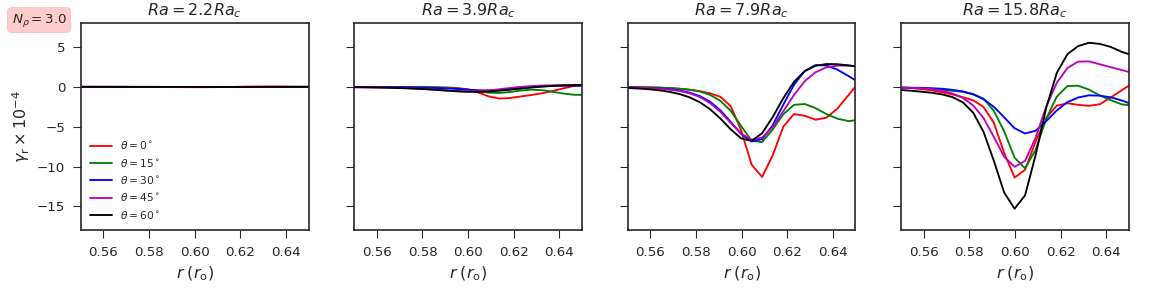 N_ρ = 3.0
Ra = 2.2Ra_c
Ra = 3.9Ra_c
Ra = 7.9Ra_c
Ra = 15.8Ra_c
γ_r × 10^−4
5
0
−5
−10
−15
θ = 0°
θ = 15°
θ = 30°
θ = 45°
θ = 60°
0.56 0.58 0.60 0.62 0.64
0.56 0.58 0.60 0.62 0.64
0.56 0.58 0.60 0.62 0.64
0.56 0.58 0.60 0.62 0.64
r (r_o)
r (r_o)
r (r_o)
r (r_o)